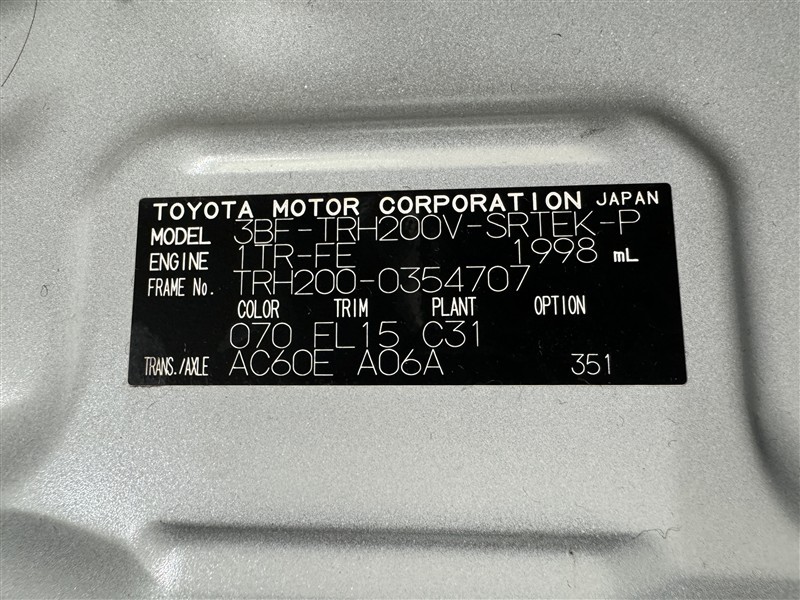 TOYOTA MOTOR CORPORATION JAPAN
MODEL 3BF-TRH200V-SRTEK-P
ENGINE 1TR-FE 1998 mL
FRAME No. TRH200-0354707
COLOR TRIM PLANT OPTION
070 FL15 C31
TRANS./AXLE AC60E A06A 351